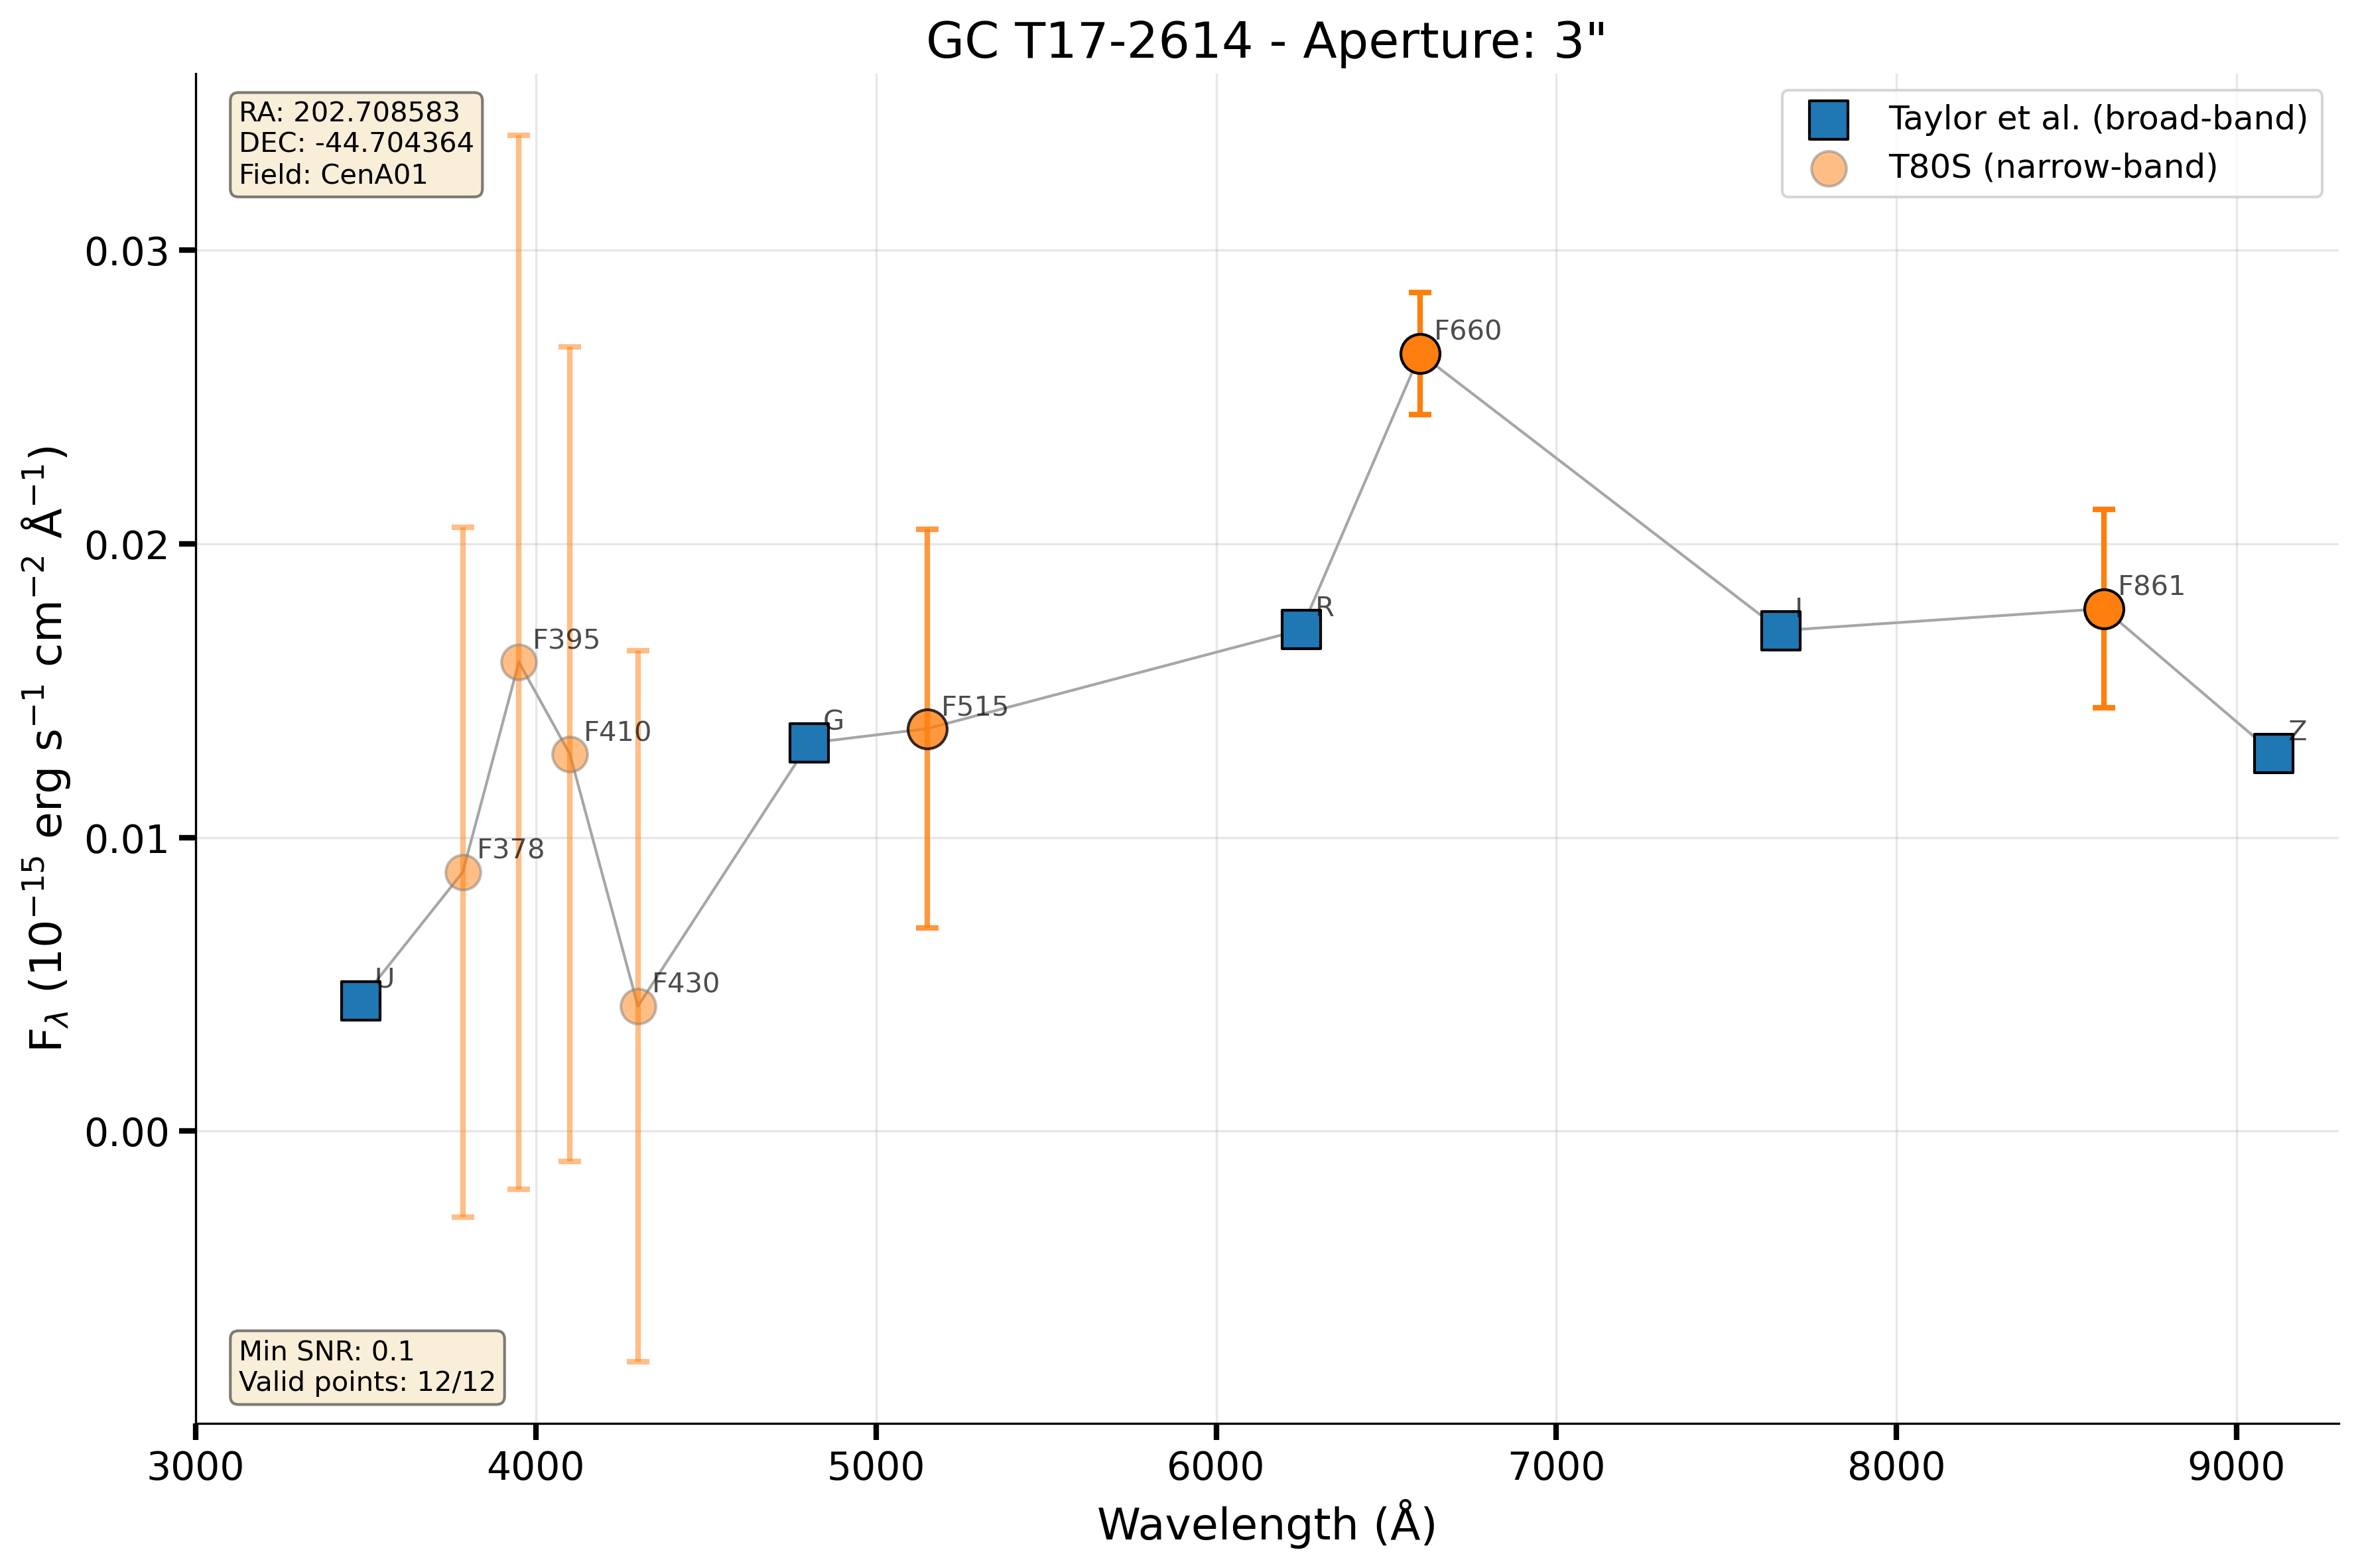 GC T17-2614 - Aperture: 3"
RA: 202.708583
DEC: -44.704364
Field: CenA01
Taylor et al. (broad-band)
T80S (narrow-band)
F660
F395
R
I
F861
G
F515
F410
Z
F378
U
F430
0.03
0.02
0.01
0.00
F_λ (10⁻¹⁵ erg s⁻¹ cm⁻² Å⁻¹)
Min SNR: 0.1
Valid points: 12/12
3000 4000 5000 6000 7000 8000 9000
Wavelength (Å)